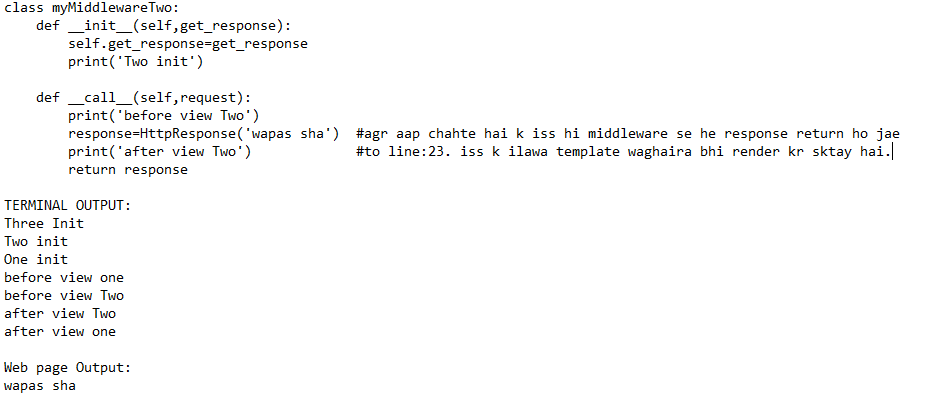 class myMiddlewareTwo:
    def __init__(self,get_response):
        self.get_response=get_response
        print('Two init')

    def __call__(self,request):
        print('before view Two')
        response=HttpResponse('wapas sha')  #agr aap chahte hai k iss hi middleware se he response return ho jae
        print('after view Two')             #to line:23. iss k ilawa template waghaira bhi render kr sktay hai.
        return response

TERMINAL OUTPUT:
Three Init
Two init
One init
before view one
before view Two
after view Two
after view one

Web page Output:
wapas sha